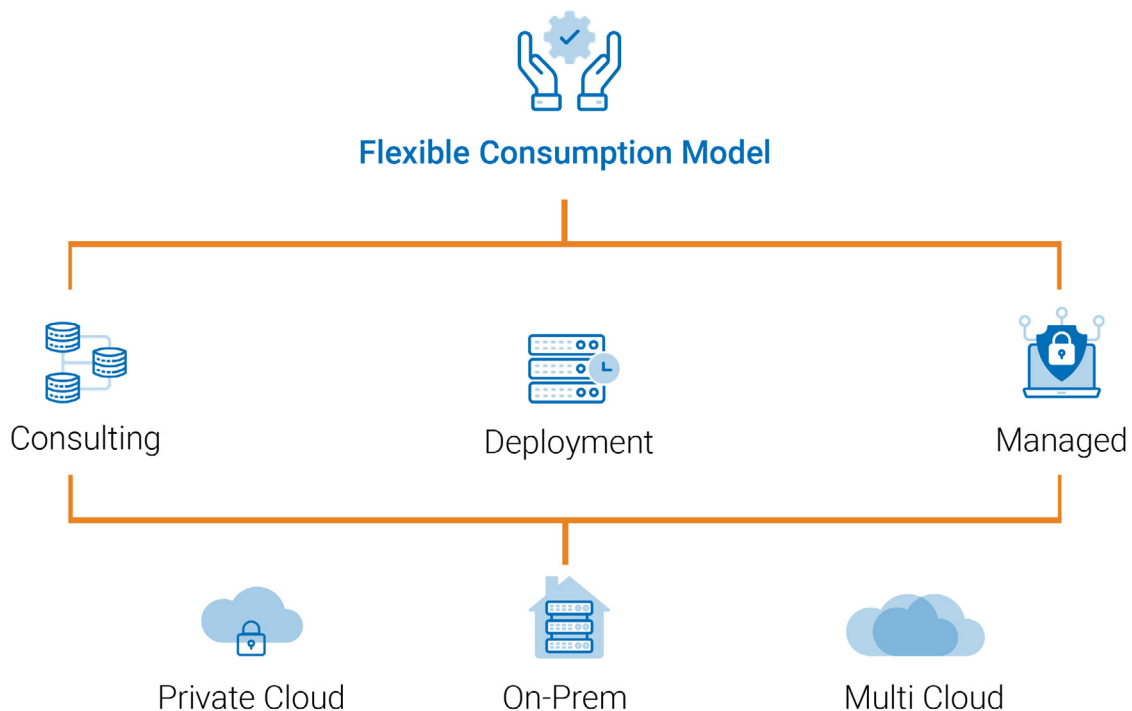 Flexible Consumption Model
Consulting
Deployment
Managed
Private Cloud
On-Prem
Multi Cloud